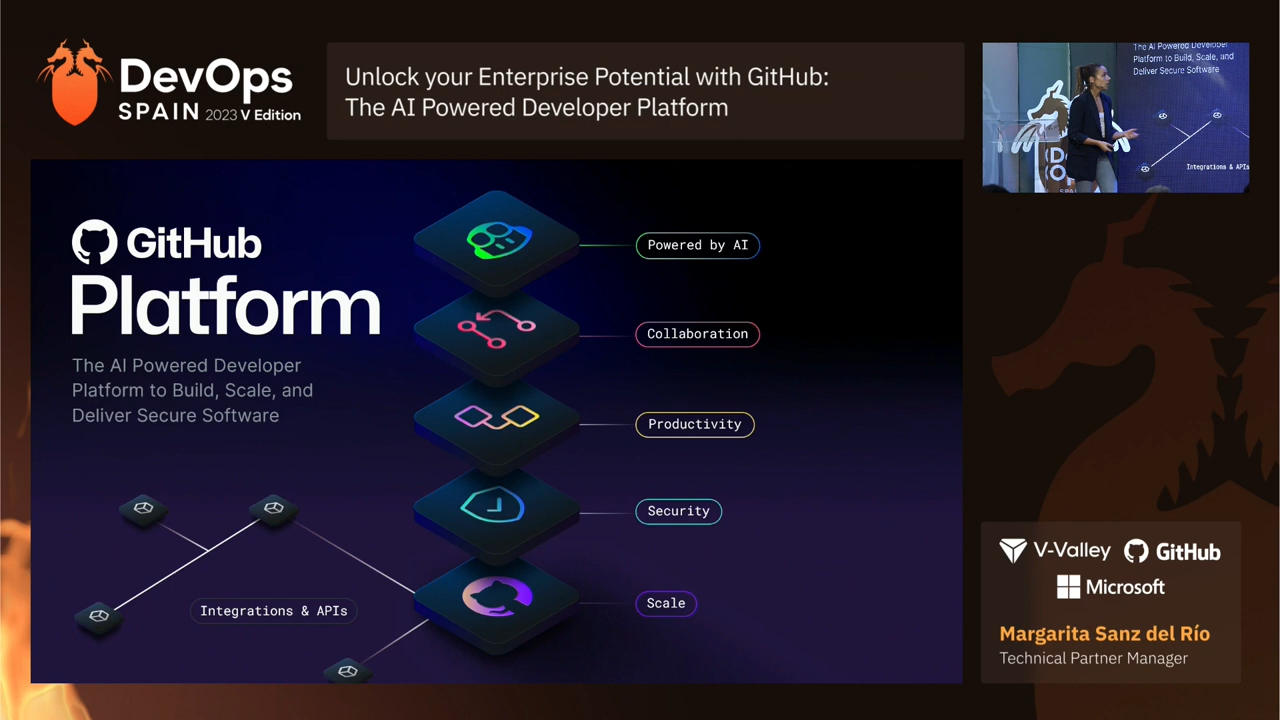 DevOps
SPAIN 2023 V Edition
Unlock your Enterprise Potential with GitHub:
The AI Powered Developer Platform
The AI Powered Developer
Platform to Build, Scale, and
Deliver Secure Software
Integrations & APIs
GitHub
Platform
The AI Powered Developer
Platform to Build, Scale, and
Deliver Secure Software
Powered by AI
Collaboration
Productivity
Security
Scale
Integrations & APIs
V-Valley
GitHub
Microsoft
Margarita Sanz del Río
Technical Partner Manager